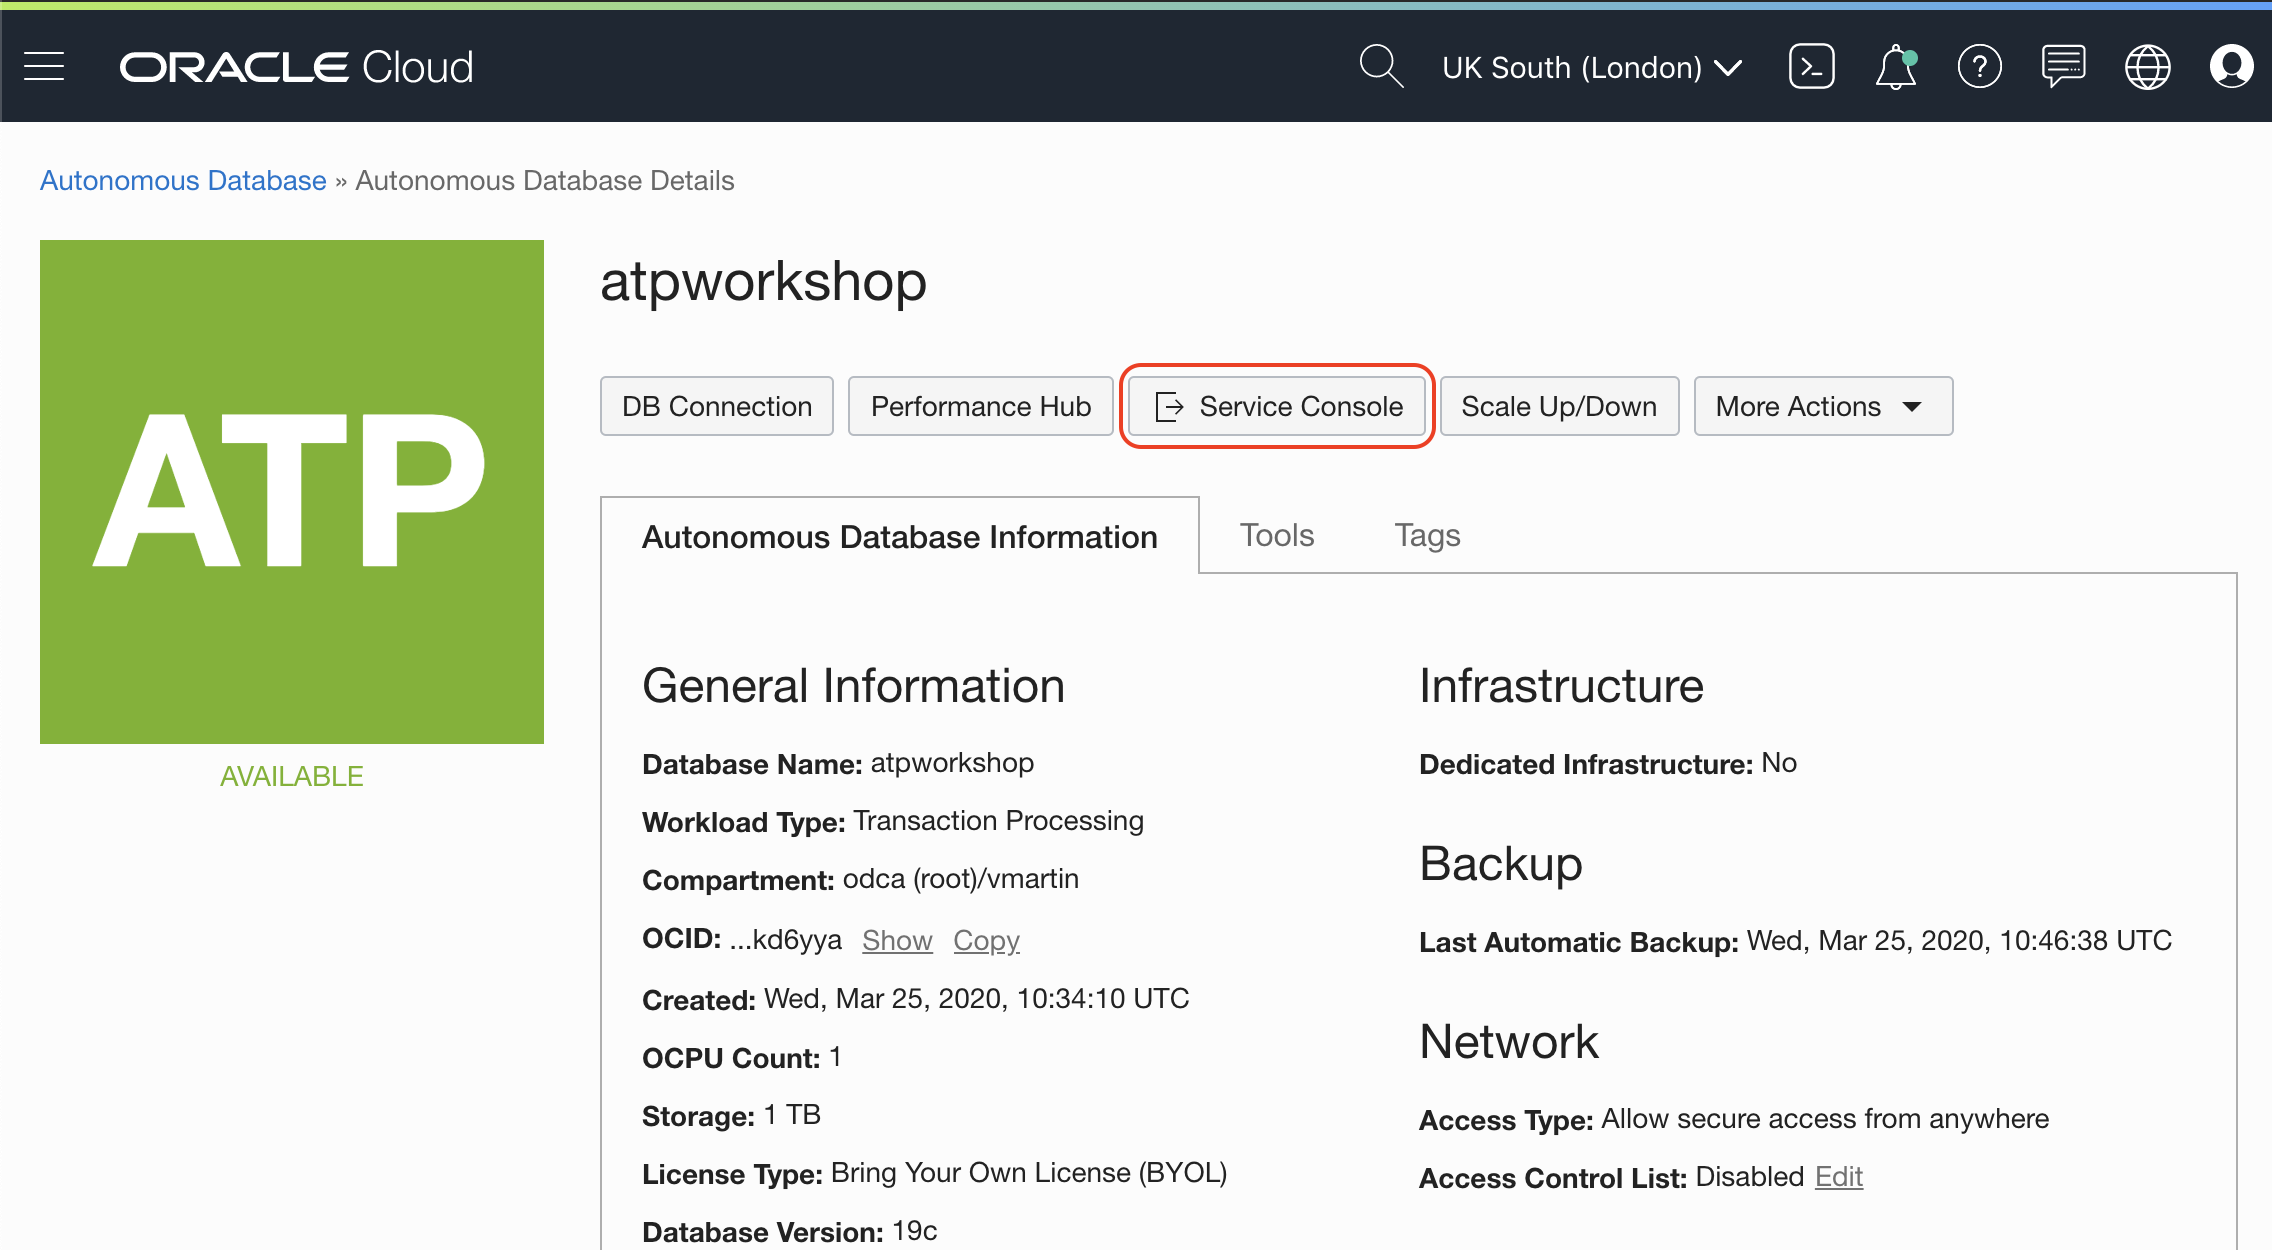 ORACLE Cloud
UK South (London)
Autonomous Database » Autonomous Database Details
ATP
AVAILABLE
atpworkshop
DB Connection
Performance Hub
Service Console
Scale Up/Down
More Actions
Autonomous Database Information
Tools
Tags
General Information
Database Name: atpworkshop
Workload Type: Transaction Processing
Compartment: odca (root)/vmartin
OCID: ...kd6yya Show Copy
Created: Wed, Mar 25, 2020, 10:34:10 UTC
OCPU Count: 1
Storage: 1 TB
License Type: Bring Your Own License (BYOL)
Database Version: 19c
Infrastructure
Dedicated Infrastructure: No
Backup
Last Automatic Backup: Wed, Mar 25, 2020, 10:46:38 UTC
Network
Access Type: Allow secure access from anywhere
Access Control List: Disabled Edit